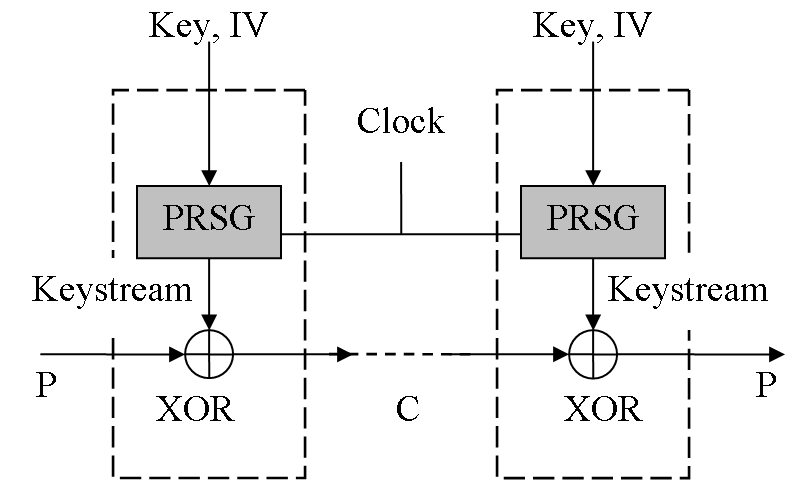 Key, IV
Key, IV
Clock
PRSG
PRSG
Keystream
Keystream
P
XOR
C
XOR
P